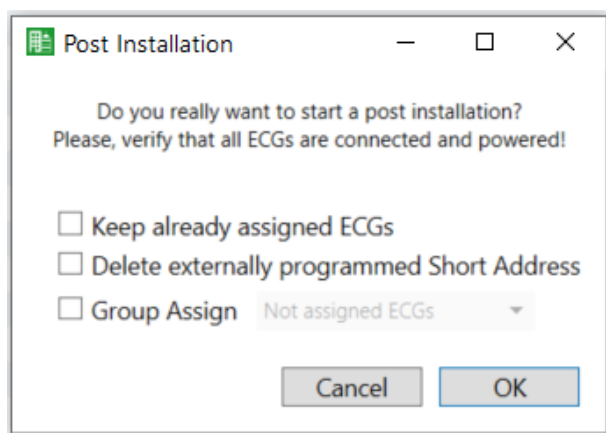 Post Installation
Do you really want to start a post installation?
Please, verify that all ECGs are connected and powered!
Keep already assigned ECGs
Delete externally programmed Short Address
Group Assign Not assigned ECGs
Cancel OK